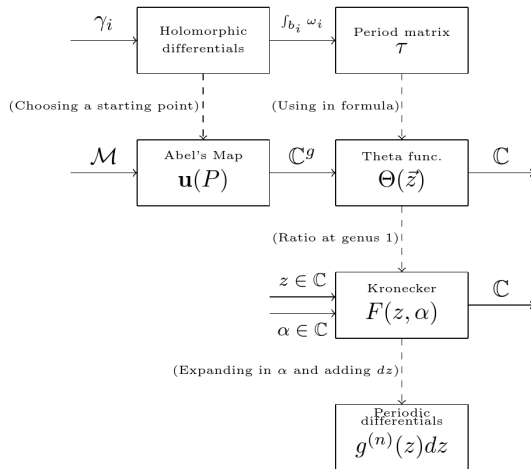 γ_i
Holomorphic
differentials
∫_{b_i} ω_i
Period matrix
τ
(Choosing a starting point)
(Using in formula)
ℳ
Abel's Map
u(P)
ℂ^g
Theta func.
Θ(z⃗)
ℂ
(Ratio at genus 1)
z ∈ ℂ
α ∈ ℂ
Kronecker
F(z, α)
ℂ
(Expanding in α and adding dz)
Periodic
differentials
g^{(n)}(z)dz